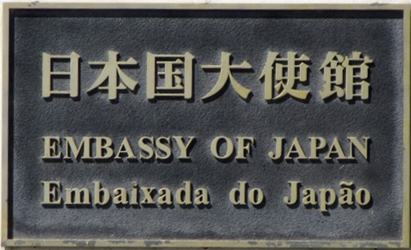 日本国大使館
EMBASSY OF JAPAN
Embaixada do Japão